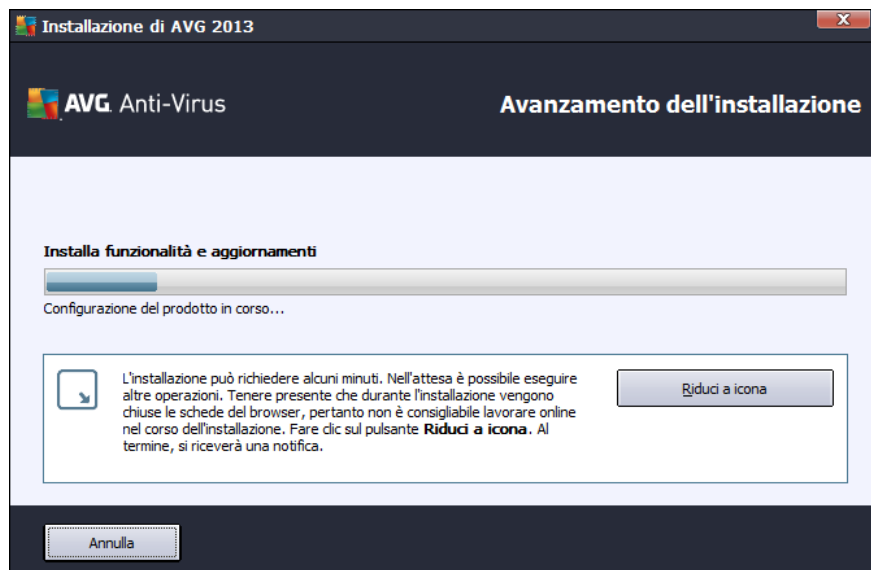 Installazione di AVG 2013
AVG. Anti-Virus
Avanzamento dell'installazione
Installa funzionalità e aggiornamenti
Configurazione del prodotto in corso...
L'installazione può richiedere alcuni minuti. Nell'attesa è possibile eseguire
altre operazioni. Tenere presente che durante l'installazione vengono
chiuse le schede del browser, pertanto non è consigliabile lavorare online
nel corso dell'installazione. Fare clic sul pulsante Riduci a icona. Al
termine, si riceverà una notifica.
Riduci a icona
Annulla